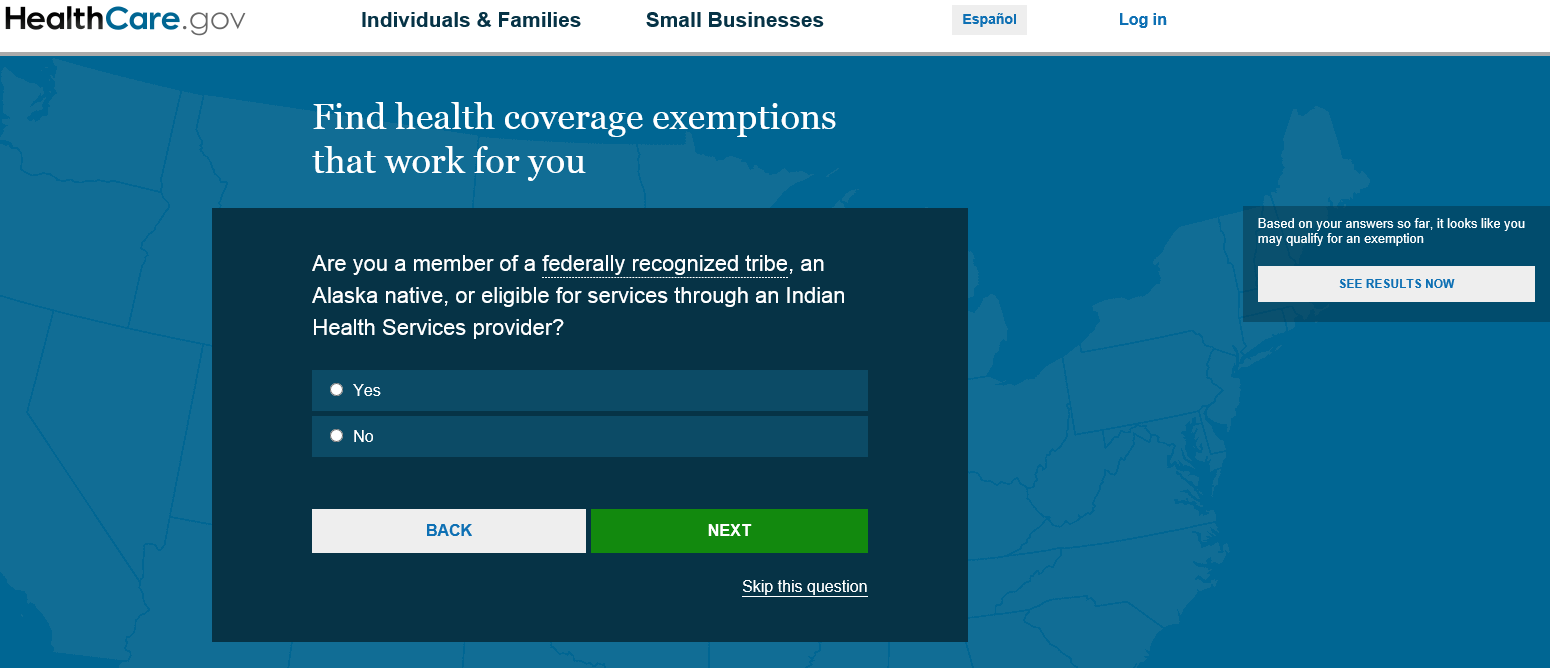 HealthCare.gov
Individuals & Families
Small Businesses
Español
Log in
Find health coverage exemptions
that work for you
Are you a member of a federally recognized tribe, an
Alaska native, or eligible for services through an Indian
Health Services provider?
Yes
No
BACK
NEXT
Skip this question
Based on your answers so far, it looks like you
may qualify for an exemption
SEE RESULTS NOW